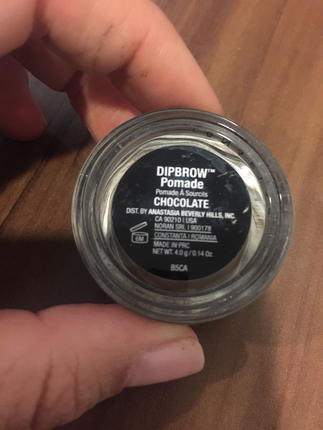 DIPBROW™
Pomade
Pomade À Sourcils
CHOCOLATE
DIST. BY ANASTASIA BEVERLY HILLS, INC.
CA 90210 | USA
NORAN SRL | 900178
6M
CONSTANTA | ROMANIA
MADE IN PRC
NET WT. 4.0 g / 0.14 Oz.
B5CA